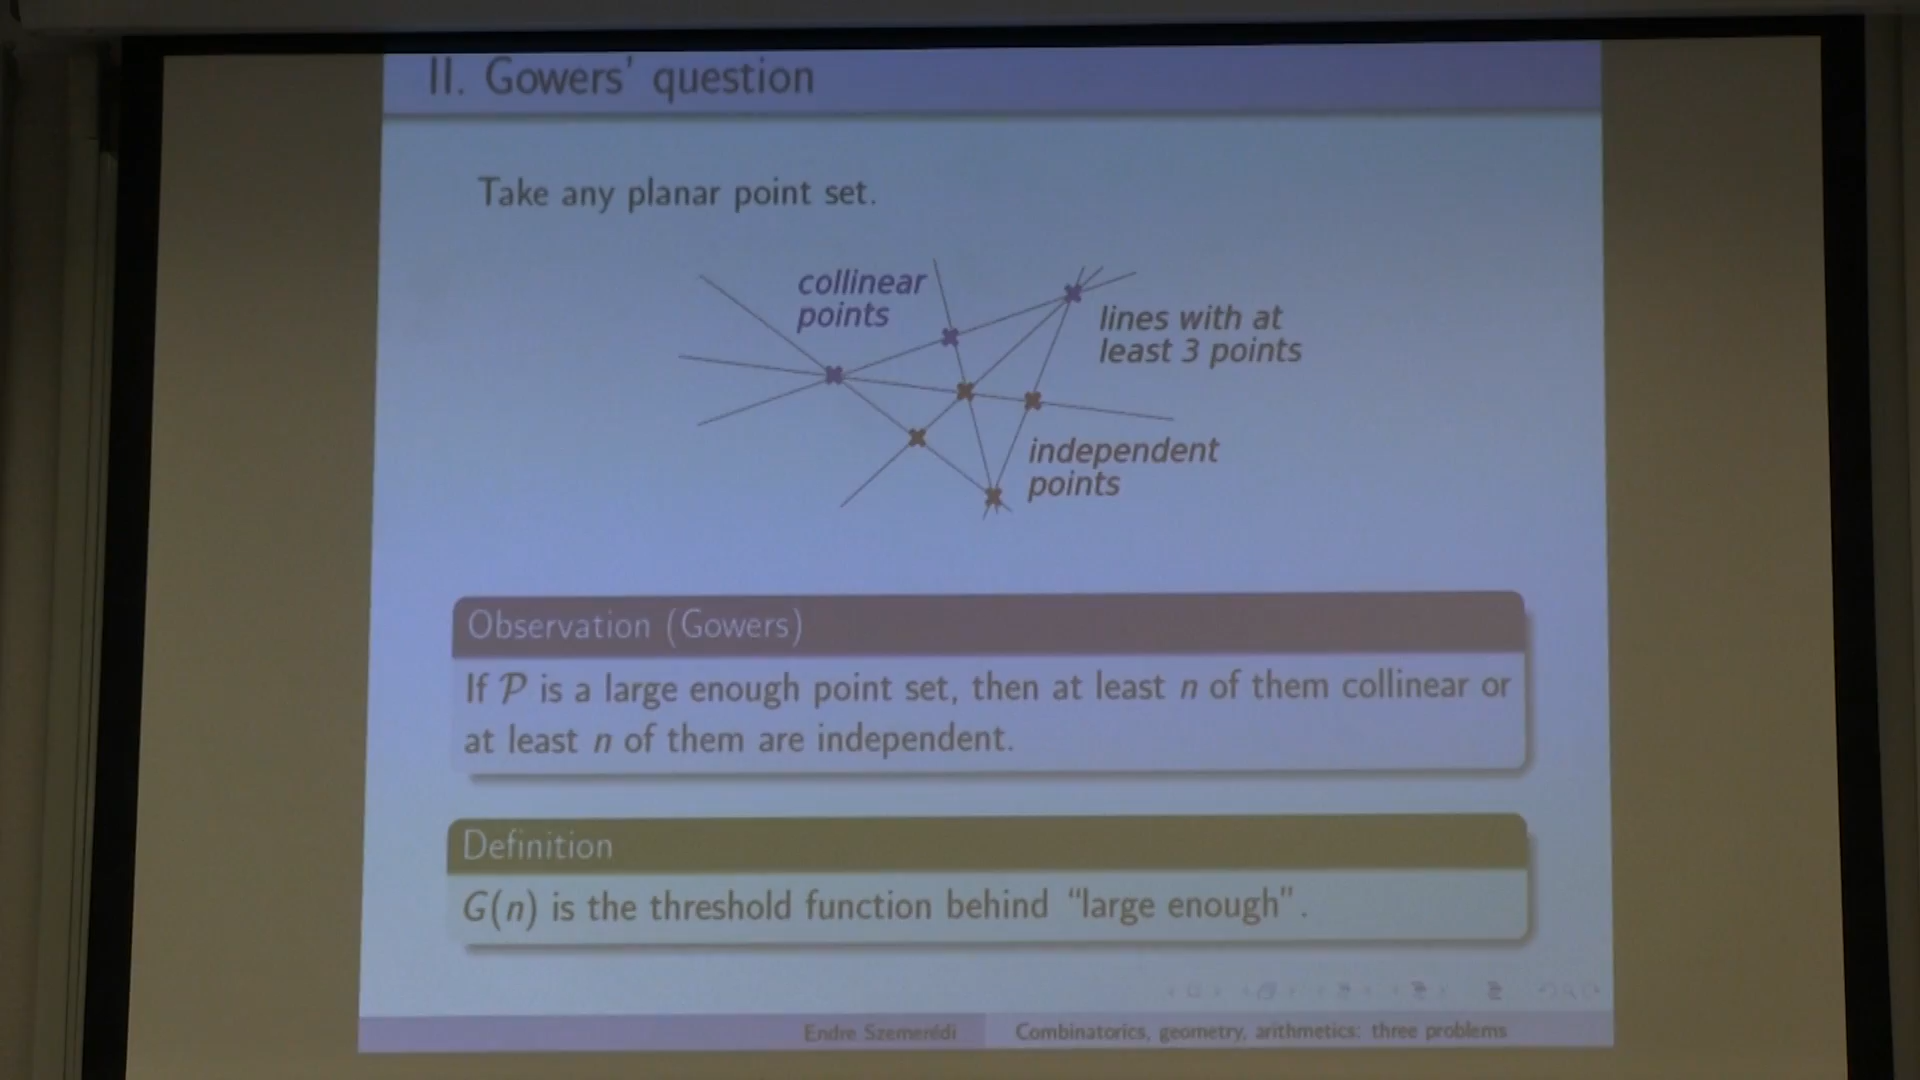 II. Gowers' question
Take any planar point set.
collinear
points
lines with at
least 3 points
independent
points
Observation (Gowers)
If P is a large enough point set, then at least n of them collinear or
at least n of them are independent.
Definition
G(n) is the threshold function behind “large enough”.
Endre Szemerédi
Combinatorics, geometry, arithmetics: three problems